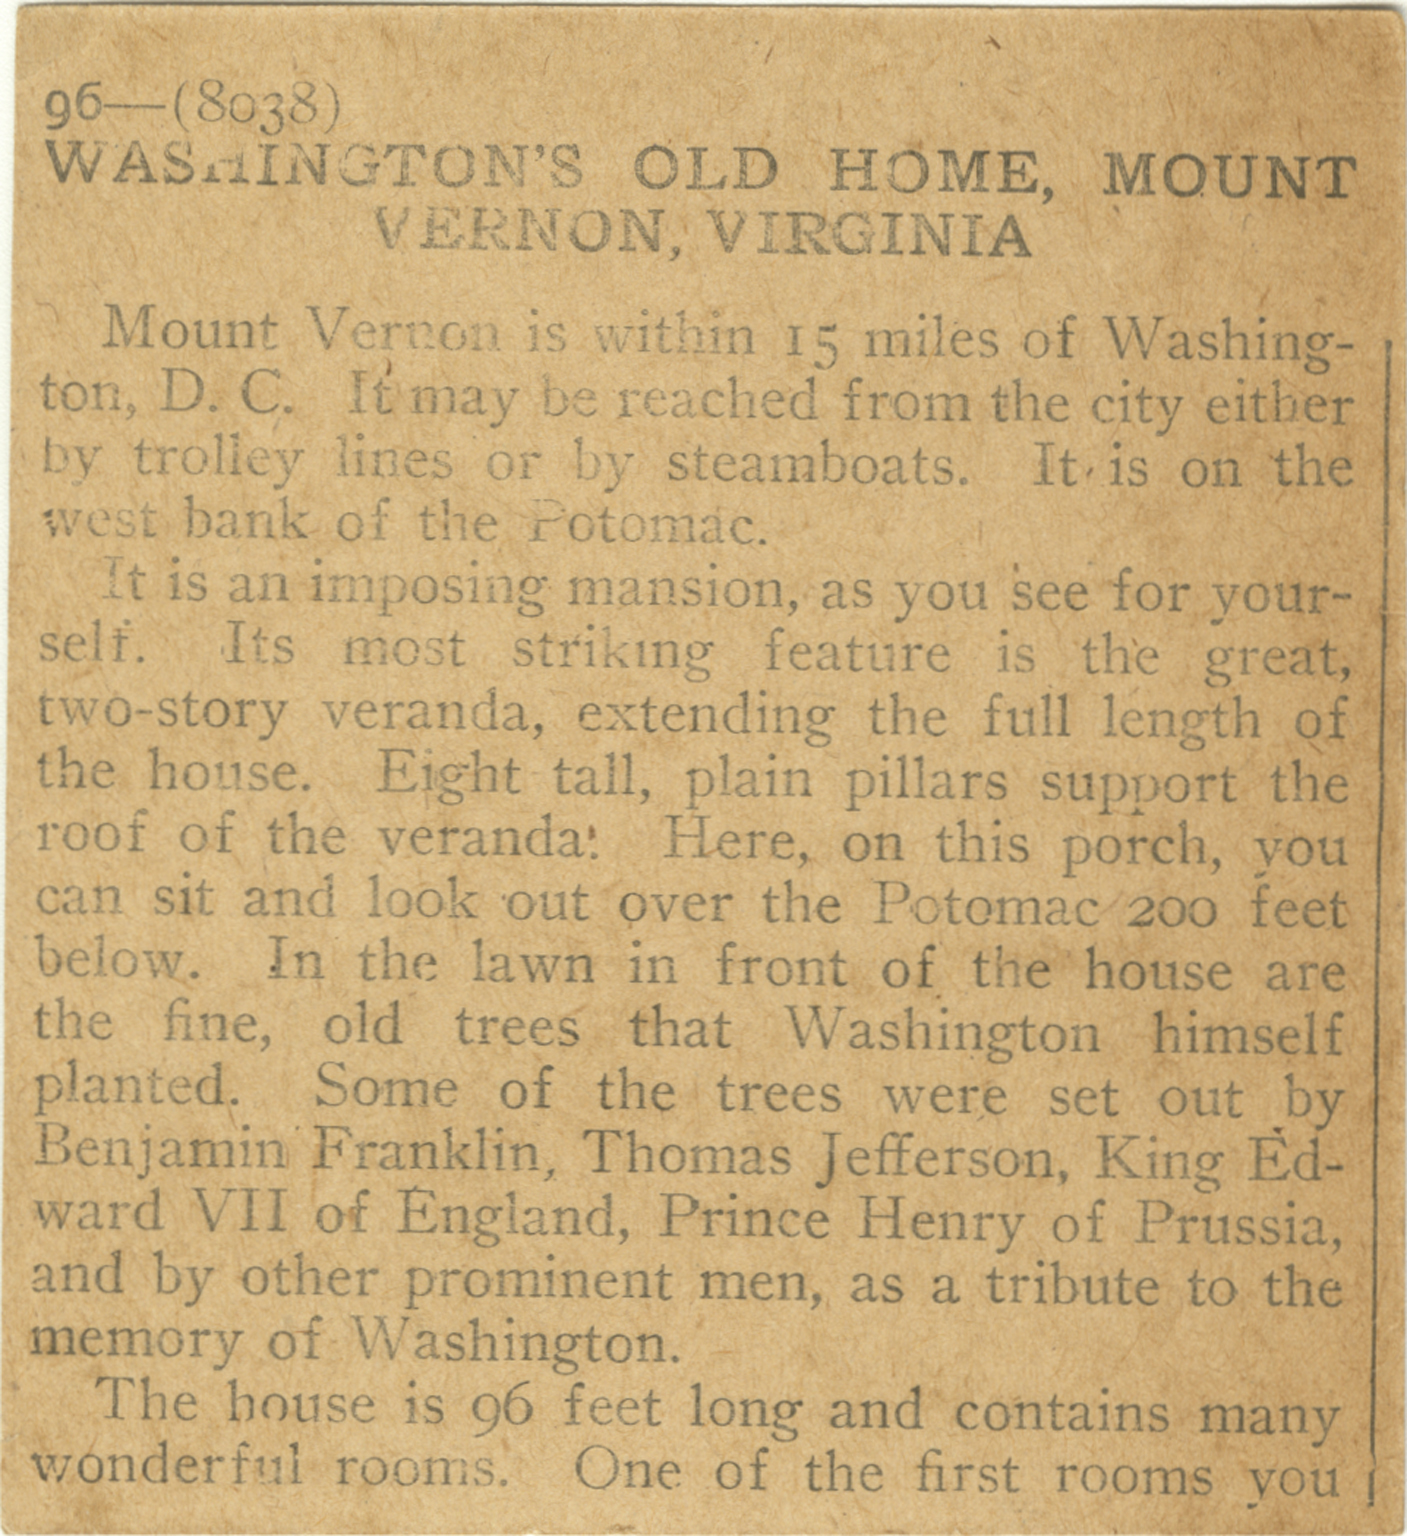 96—(8038)
WASHINGTON'S OLD HOME, MOUNT
VERNON, VIRGINIA
Mount Vernon is within 15 miles of Washing-
ton, D. C. It may be reached from the city either
by trolley lines or by steamboats. It is on the
west bank of the Potomac.
It is an imposing mansion, as you see for your-
self. Its most striking feature is the great,
two-story veranda, extending the full length of
the house. Eight tall, plain pillars support the
roof of the veranda. Here, on this porch, you
can sit and look out over the Potomac 200 feet
below. In the lawn in front of the house are
the fine, old trees that Washington himself
planted. Some of the trees were set out by
Benjamin Franklin, Thomas Jefferson, King Ed-
ward VII of England, Prince Henry of Prussia,
and by other prominent men, as a tribute to the
memory of Washington.
The house is 96 feet long and contains many
wonderful rooms. One of the first rooms you